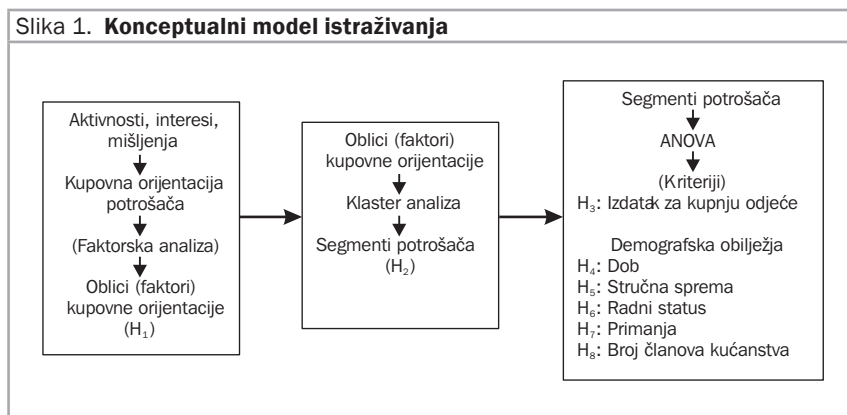 Slika 1. Konceptualni model istraživanja
Aktivnosti, interesi,
mišljenja
Kupovna orijentacija
potrošača
(Faktorska analiza)
Oblici (faktori)
kupovne orijentacije
(H₁)
Oblici (faktori)
kupovne orijentacije
Klaster analiza
Segmenti potrošača
(H₂)
Segmenti potrošača
ANOVA
(Kriteriji)
H₃: Izdatak za kupnju odjeće
Demografska obilježja
H₄: Dob
H₅: Stručna sprema
H₆: Radni status
H₇: Primanja
H₈: Broj članova kućanstva